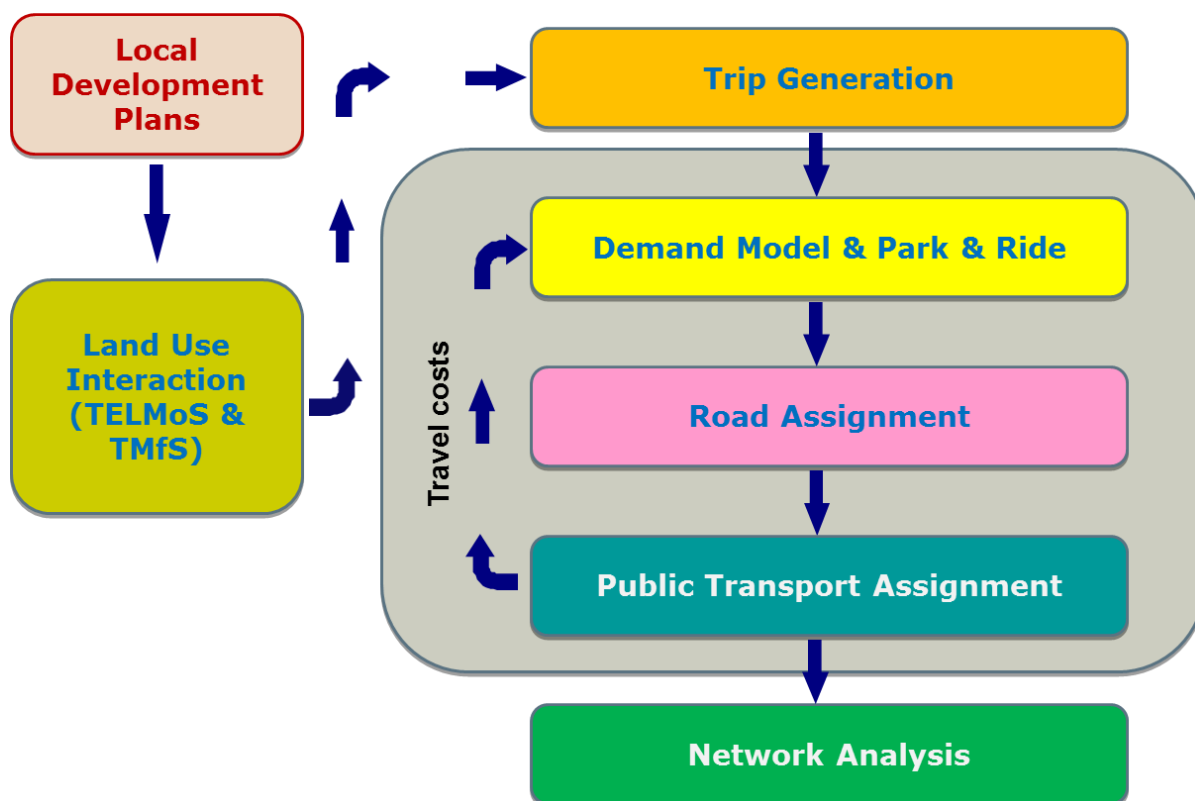 Local
Development
Plans
Trip Generation
Demand Model & Park & Ride
Land Use
Interaction
(TELMoS &
TMfS)
Travel costs
Road Assignment
Public Transport Assignment
Network Analysis